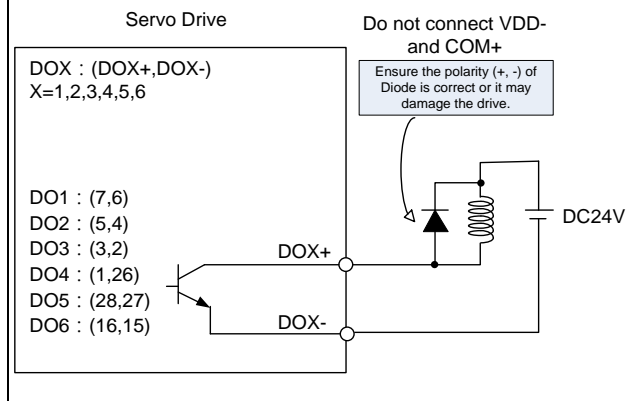 Servo Drive
Do not connect VDD-
and COM+
Ensure the polarity (+, -) of
Diode is correct or it may
damage the drive.
DOX : (DOX+,DOX-)
X=1,2,3,4,5,6
DO1 : (7,6)
DO2 : (5,4)
DO3 : (3,2)
DO4 : (1,26)
DO5 : (28,27)
DO6 : (16,15)
DOX+
DOX-
DC24V